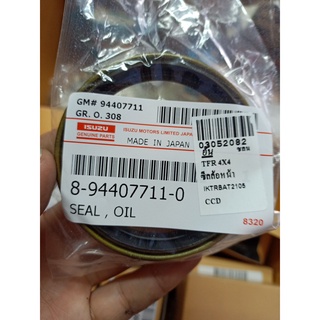 GM# 94407711
GR. O. 308
ISUZU
GENUINE PARTS
ISUZU MOTORS LIMITED JAPAN
MADE IN JAPAN
8-94407711-0
SEAL , OIL
8320
03052082
TFR 4X4
ซีลล้อหน้า
IKTRBAT2105
CCD